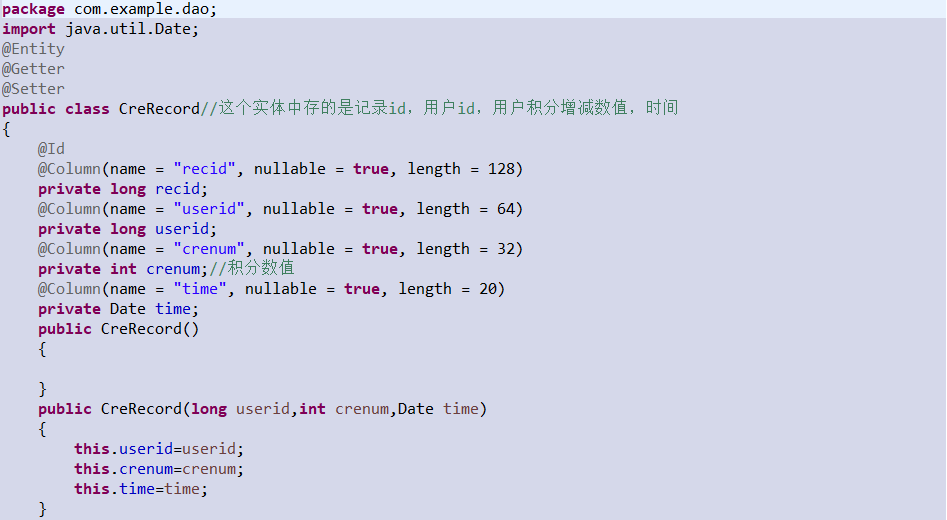 package com.example.dao;
import java.util.Date;
@Entity
@Getter
@Setter
public class CreRecord//这个实体中存的是记录id，用户id，用户积分增减数值，时间
{
    @Id
    @Column(name = "recid", nullable = true, length = 128)
    private long recid;
    @Column(name = "userid", nullable = true, length = 64)
    private long userid;
    @Column(name = "crenum", nullable = true, length = 32)
    private int crenum;//积分数值
    @Column(name = "time", nullable = true, length = 20)
    private Date time;
    public CreRecord()
    {
    }
    public CreRecord(long userid,int crenum,Date time)
    {
        this.userid=userid;
        this.crenum=crenum;
        this.time=time;
    }